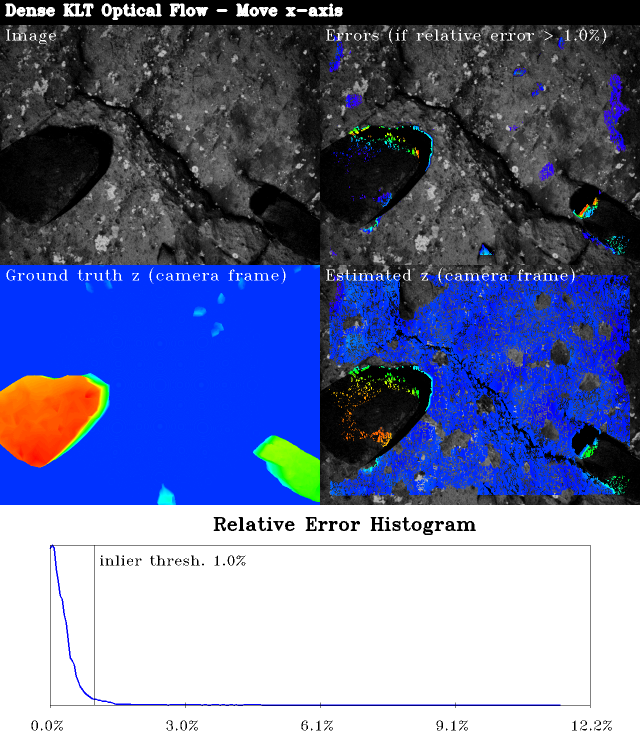 Dense KLT Optical Flow - Move x-axis
Image
Errors (if relative error > 1.0%)
Ground truth z (camera frame)
Estimated z (camera frame)
Relative Error Histogram
inlier thresh. 1.0%
0.0%
3.0%
6.1%
9.1%
12.2%